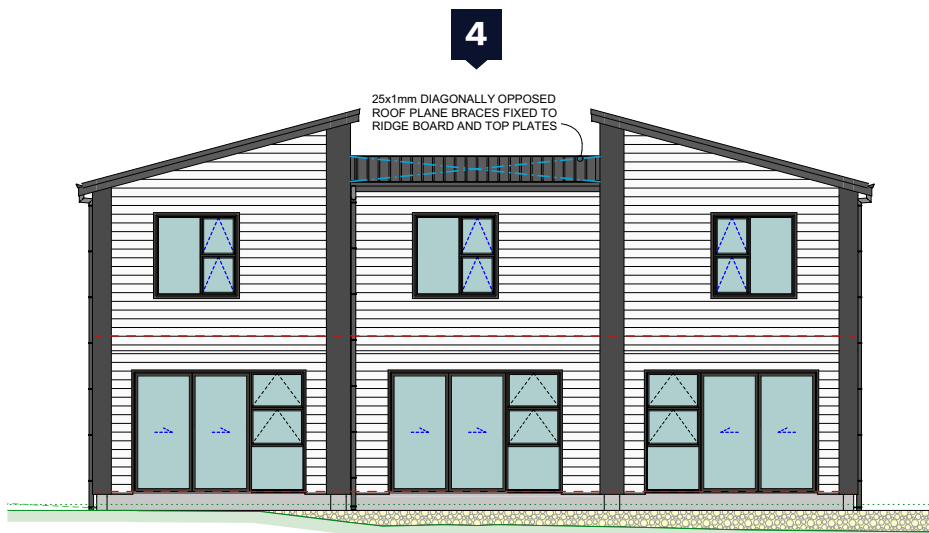 4
25x1mm DIAGONALLY OPPOSED
ROOF PLANE BRACES FIXED TO
RIDGE BOARD AND TOP PLATES